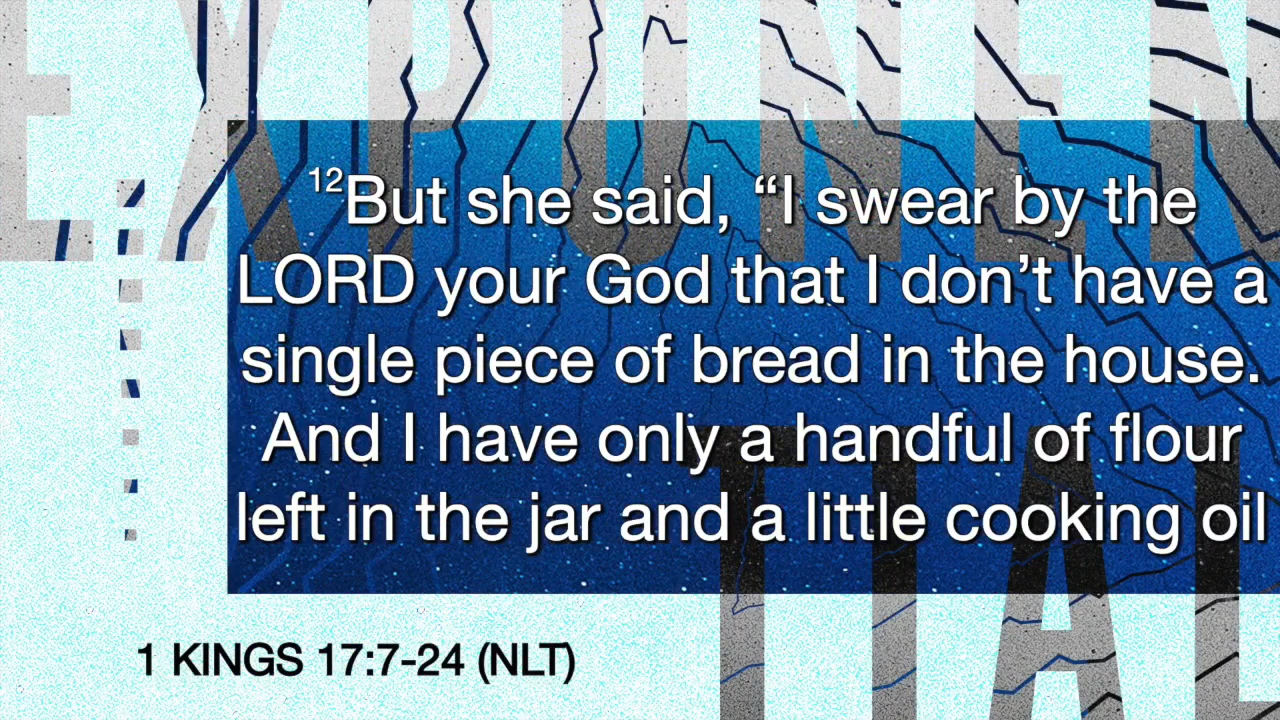 EXPONEN
¹²But she said, “I swear by the
LORD your God that I don’t have a
single piece of bread in the house.
And I have only a handful of flour
left in the jar and a little cooking oil
TIAL
1 KINGS 17:7-24 (NLT)